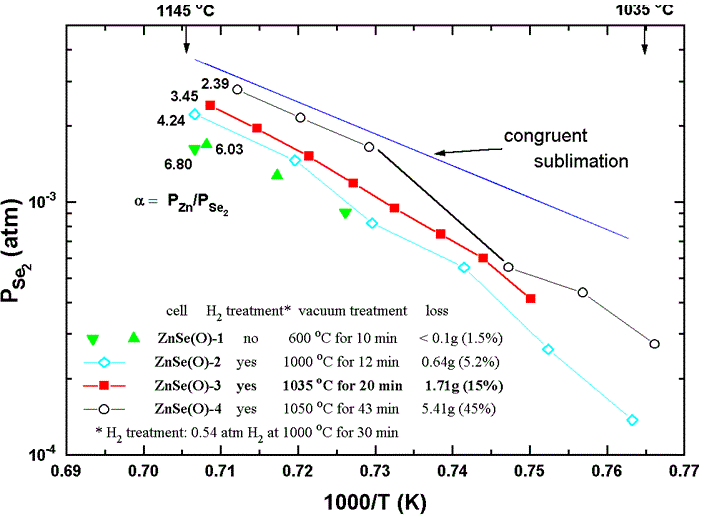 1145 °C 1035 °C
2.39
3.45
4.24
6.03
6.80
congruent
sublimation
α = P_Zn/P_Se₂
P_Se₂ (atm)
10⁻³
10⁻⁴
cell H₂ treatment* vacuum treatment loss
ZnSe(O)-1 no 600 °C for 10 min < 0.1g (1.5%)
ZnSe(O)-2 yes 1000 °C for 12 min 0.64g (5.2%)
ZnSe(O)-3 yes 1035 °C for 20 min 1.71g (15%)
ZnSe(O)-4 yes 1050 °C for 43 min 5.41g (45%)
* H₂ treatment: 0.54 atm H₂ at 1000 °C for 30 min
0.69 0.70 0.71 0.72 0.73 0.74 0.75 0.76 0.77
1000/T (K)